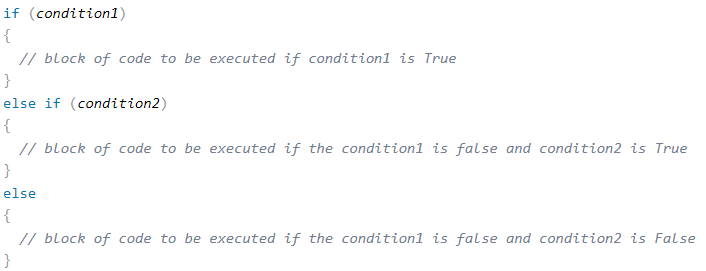 if (condition1)
{
  // block of code to be executed if condition1 is True
}
else if (condition2)
{
  // block of code to be executed if the condition1 is false and condition2 is True
}
else
{
  // block of code to be executed if the condition1 is false and condition2 is False
}